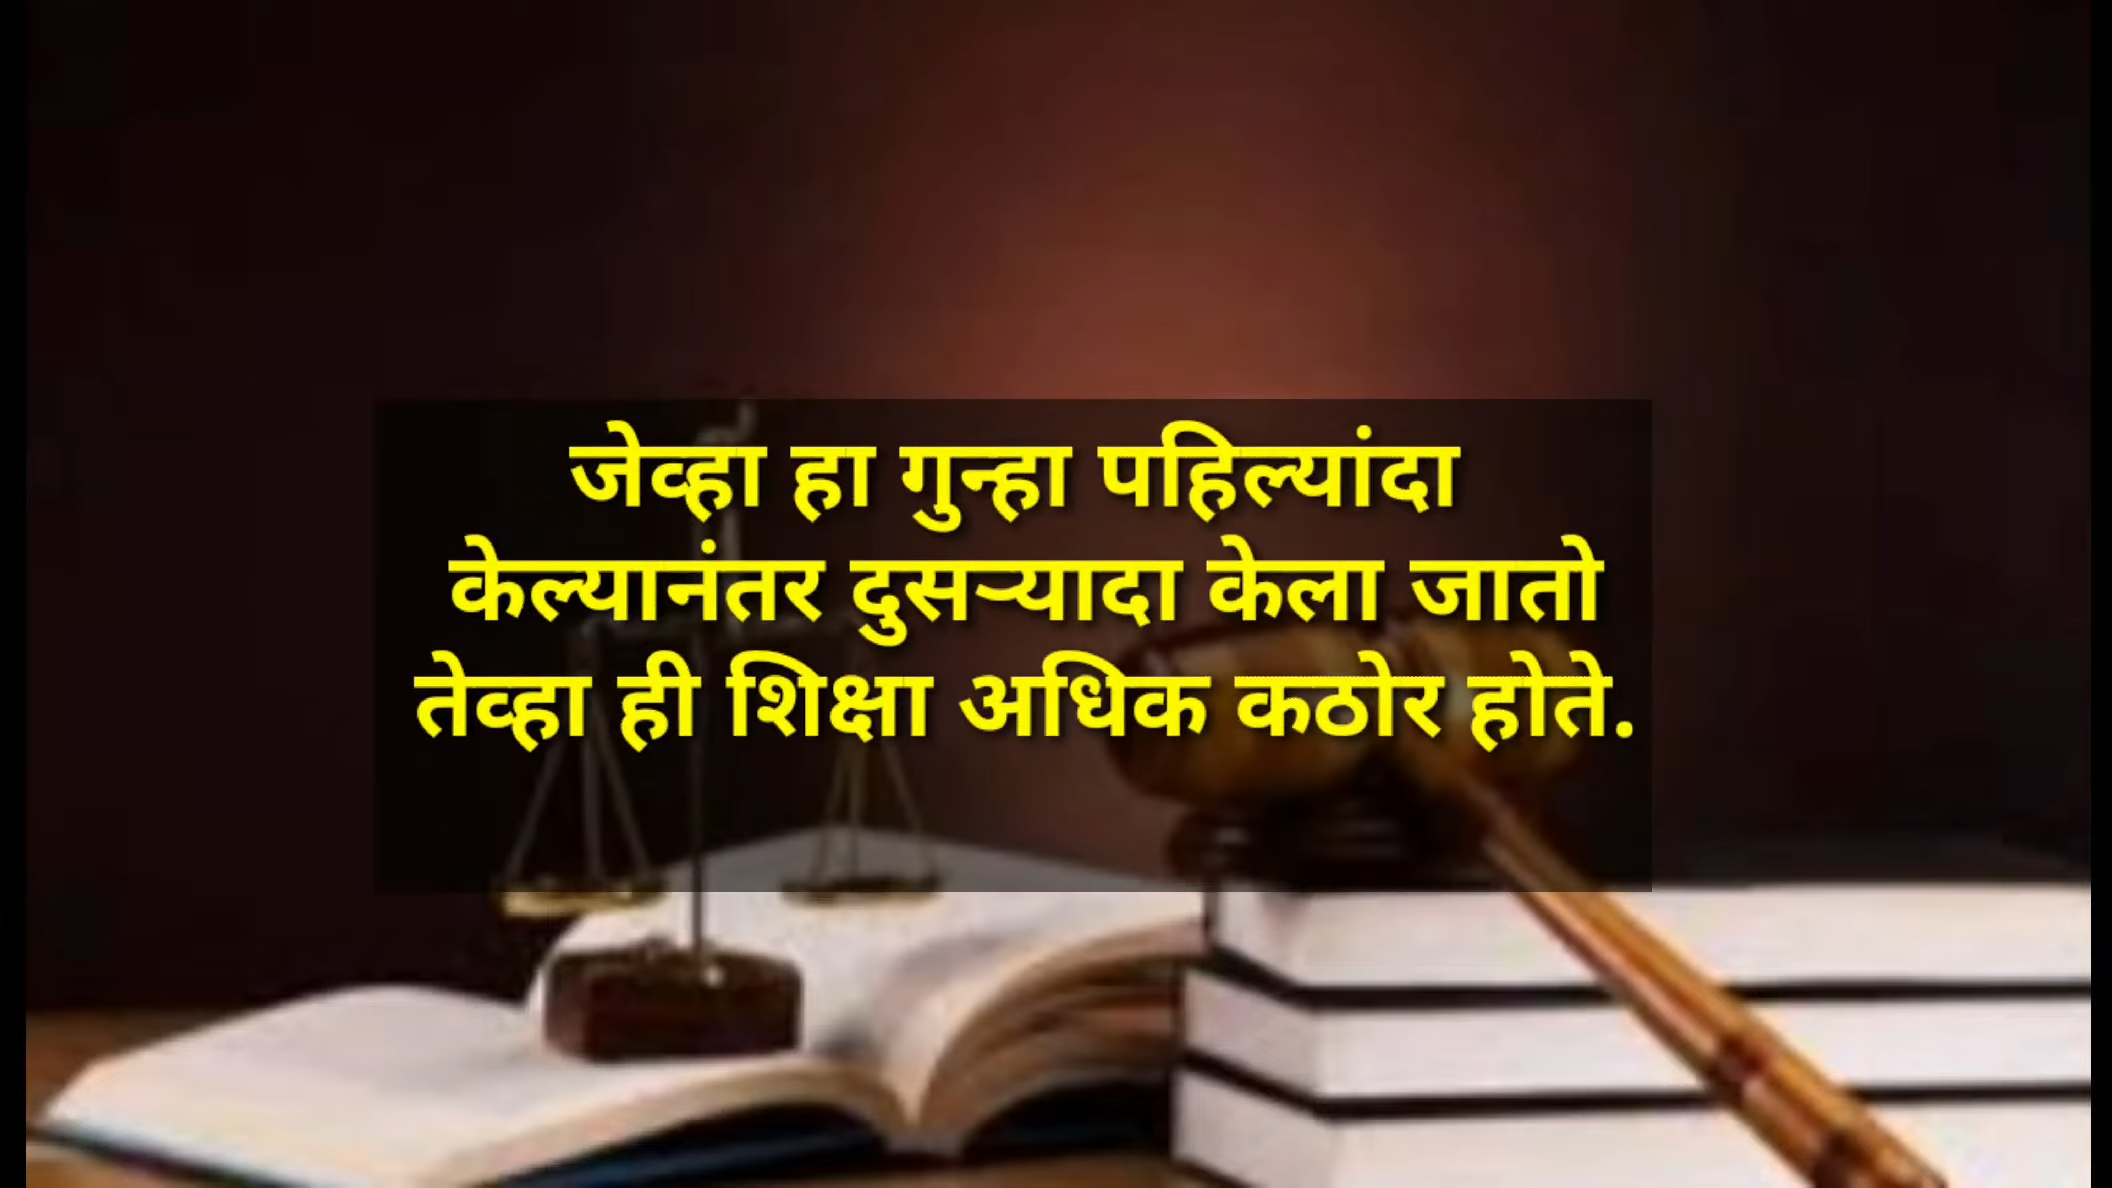 जेव्हा हा गुन्हा पहिल्यांदा
केल्यानंतर दुसऱ्यादा केला जातो
तेव्हा ही शिक्षा अधिक कठोर होते.